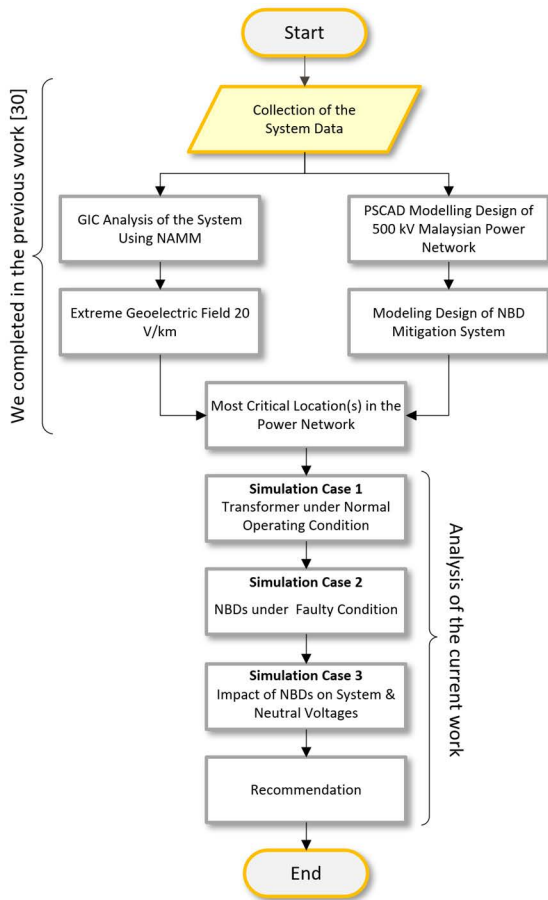 Start
We completed in the previous work [30]
Collection of the
System Data
GIC Analysis of the System
Using NAMM
PSCAD Modelling Design of
500 kV Malaysian Power
Network
Extreme Geoelectric Field 20
V/km
Modeling Design of NBD
Mitigation System
Most Critical Location(s) in the
Power Network
Analysis of the current work
Simulation Case 1
Transformer under Normal
Operating Condition
Simulation Case 2
NBDs under Faulty Condition
Simulation Case 3
Impact of NBDs on System &
Neutral Voltages
Recommendation
End